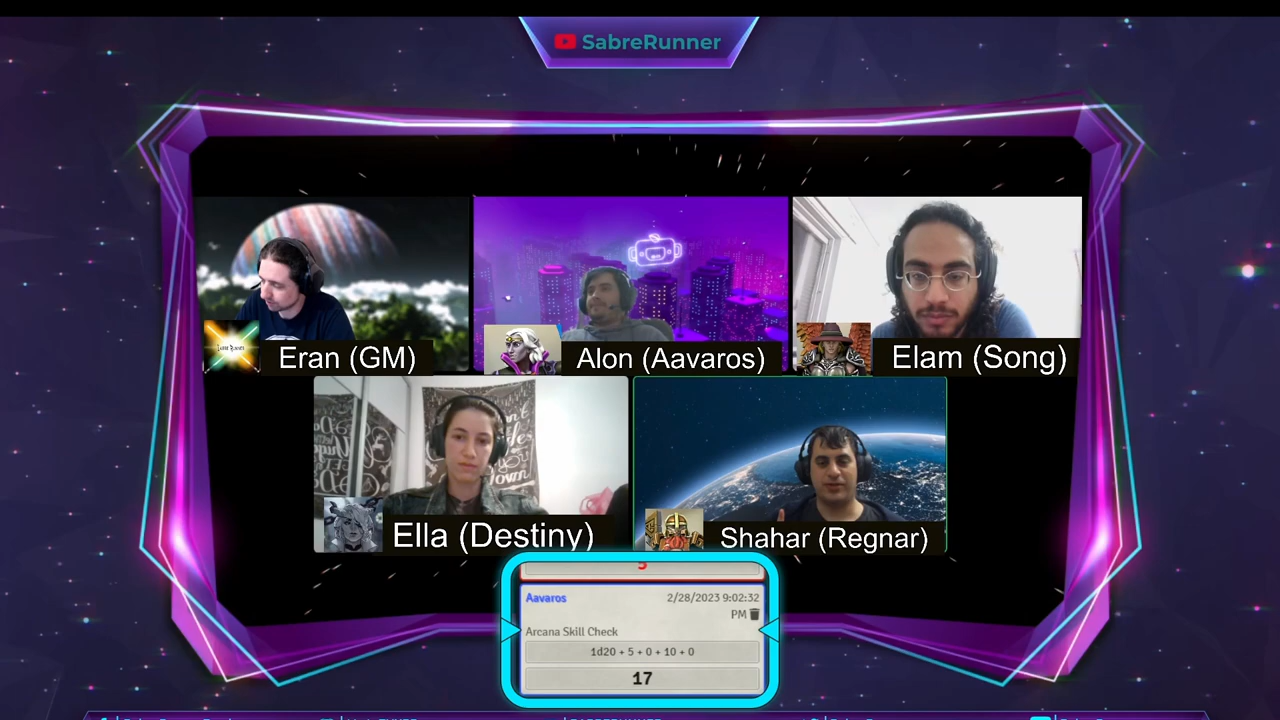 SabreRunner
Eran (GM)
Alon (Aavaros)
Elam (Song)
Ella (Destiny)
Shahar (Regnar)
5
Aavaros
2/28/2023 9:02:32
PM
Arcana Skill Check
1d20 + 5 + 0 + 10 + 0
17